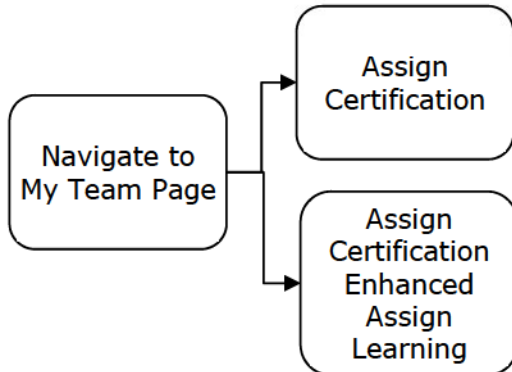 Navigate to
My Team Page
Assign
Certification
Assign
Certification
Enhanced
Assign
Learning